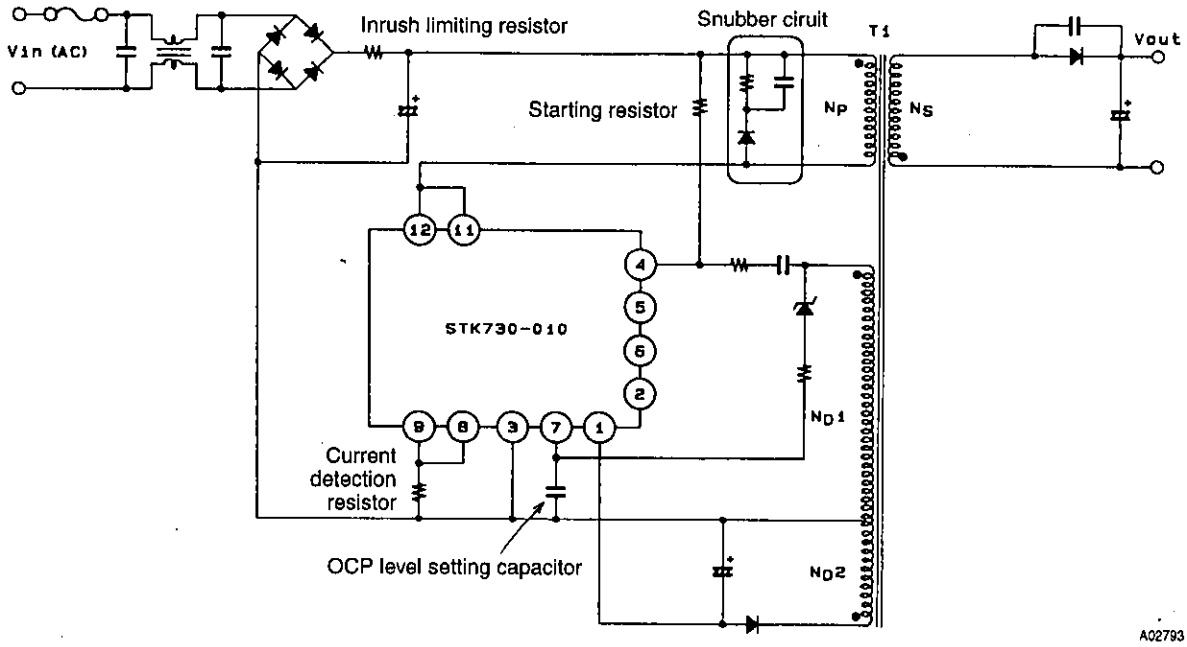 Vin (AC)
Inrush limiting resistor
Snubber ciruit
T1
Vout
Starting resistor
NP
NS
12
11
4
5
6
2
STK730-010
9
8
3
7
1
ND1
Current
detection
resistor
OCP level setting capacitor
ND2
A02793